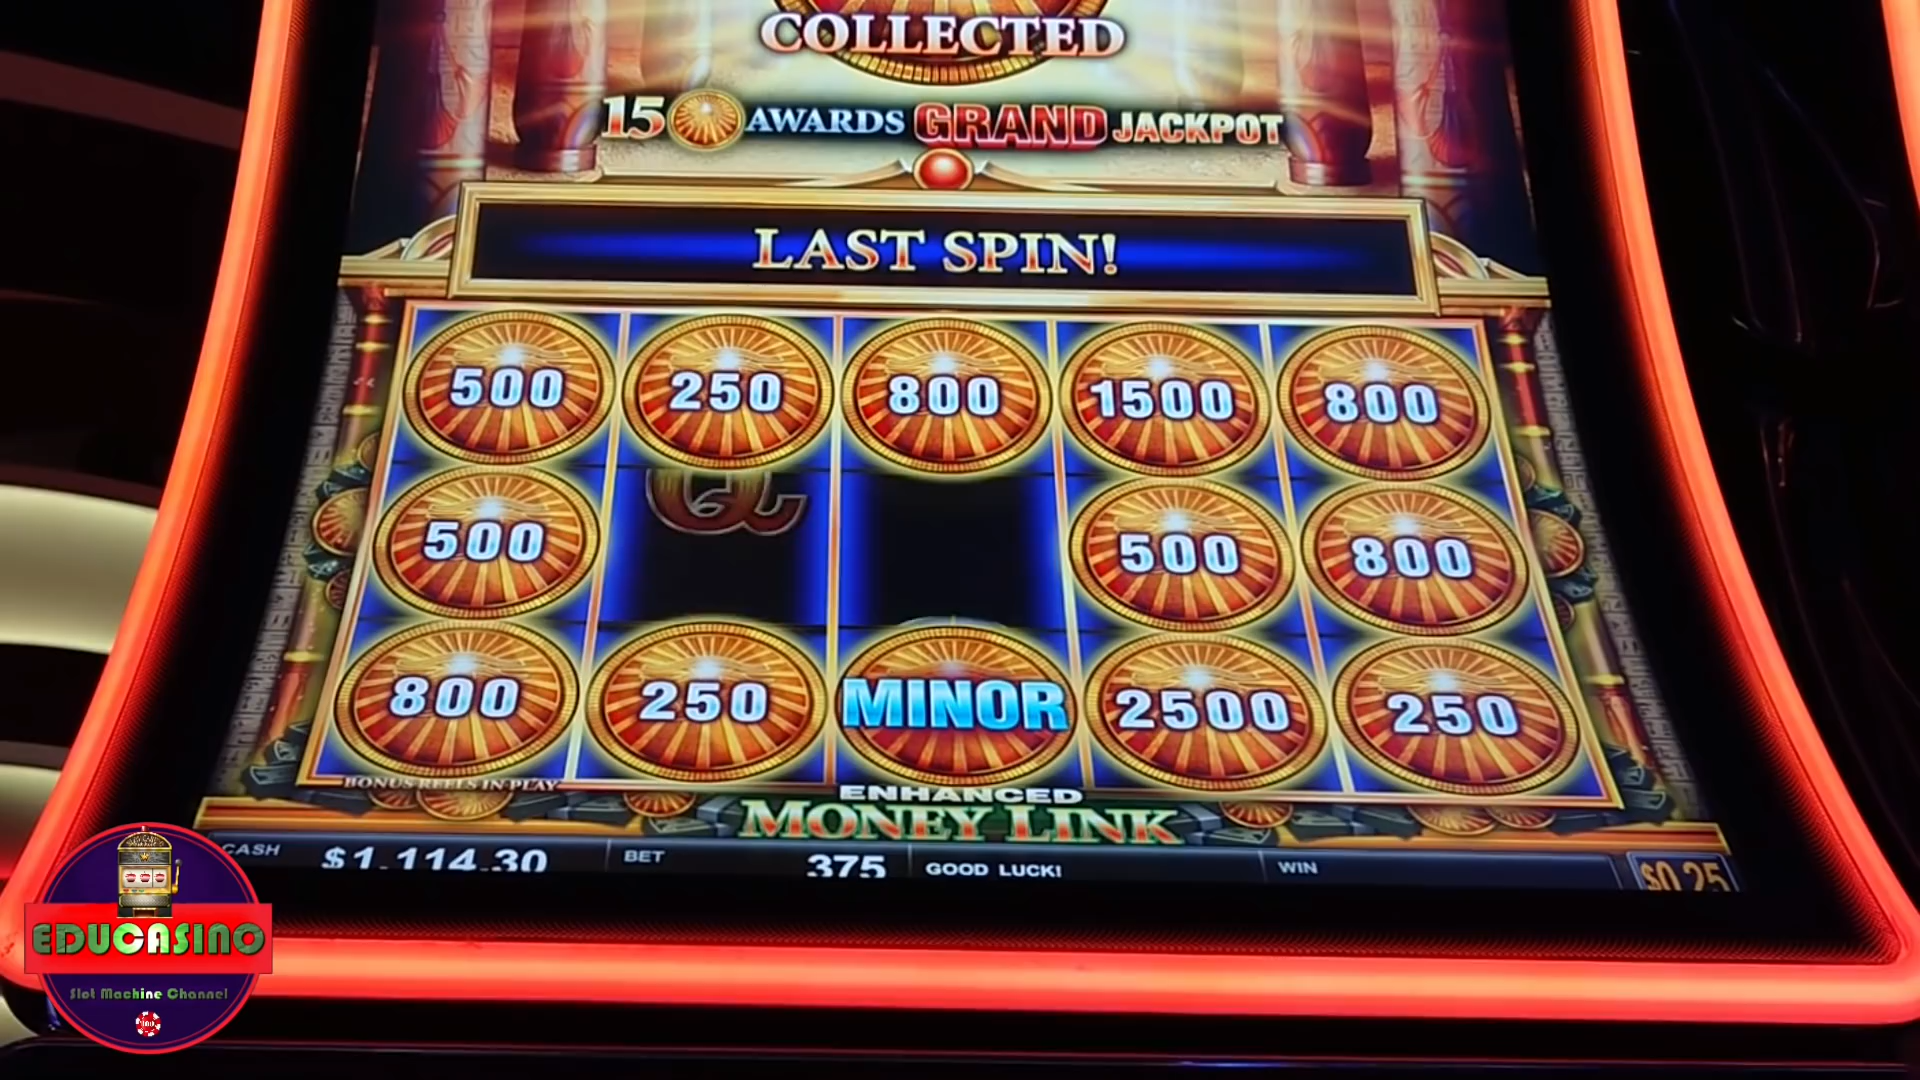 COLLECTED
15 AWARDS GRAND JACKPOT
LAST SPIN!
500 250 800 1500 800
Q
500 500 800
800 250 MINOR 2500 250
BONUS REELS IN PLAY
ENHANCED
MONEY LINK
CASH $1,114.30 BET 375 GOOD LUCK! WIN $0.25
EDUCASINO
Slot Machine Channel